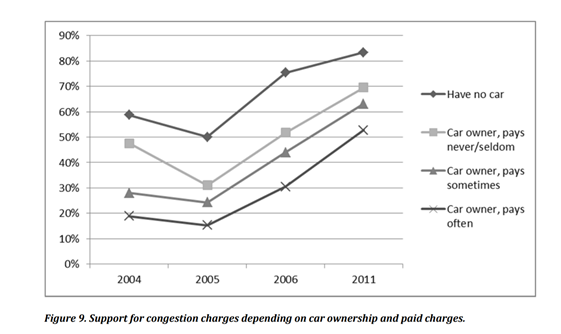 90%
80%
70%
60%
50%
40%
30%
20%
10%
0%
2004 2005 2006 2011
Have no car
Car owner, pays
never/seldom
Car owner, pays
sometimes
Car owner, pays
often
Figure 9. Support for congestion charges depending on car ownership and paid charges.